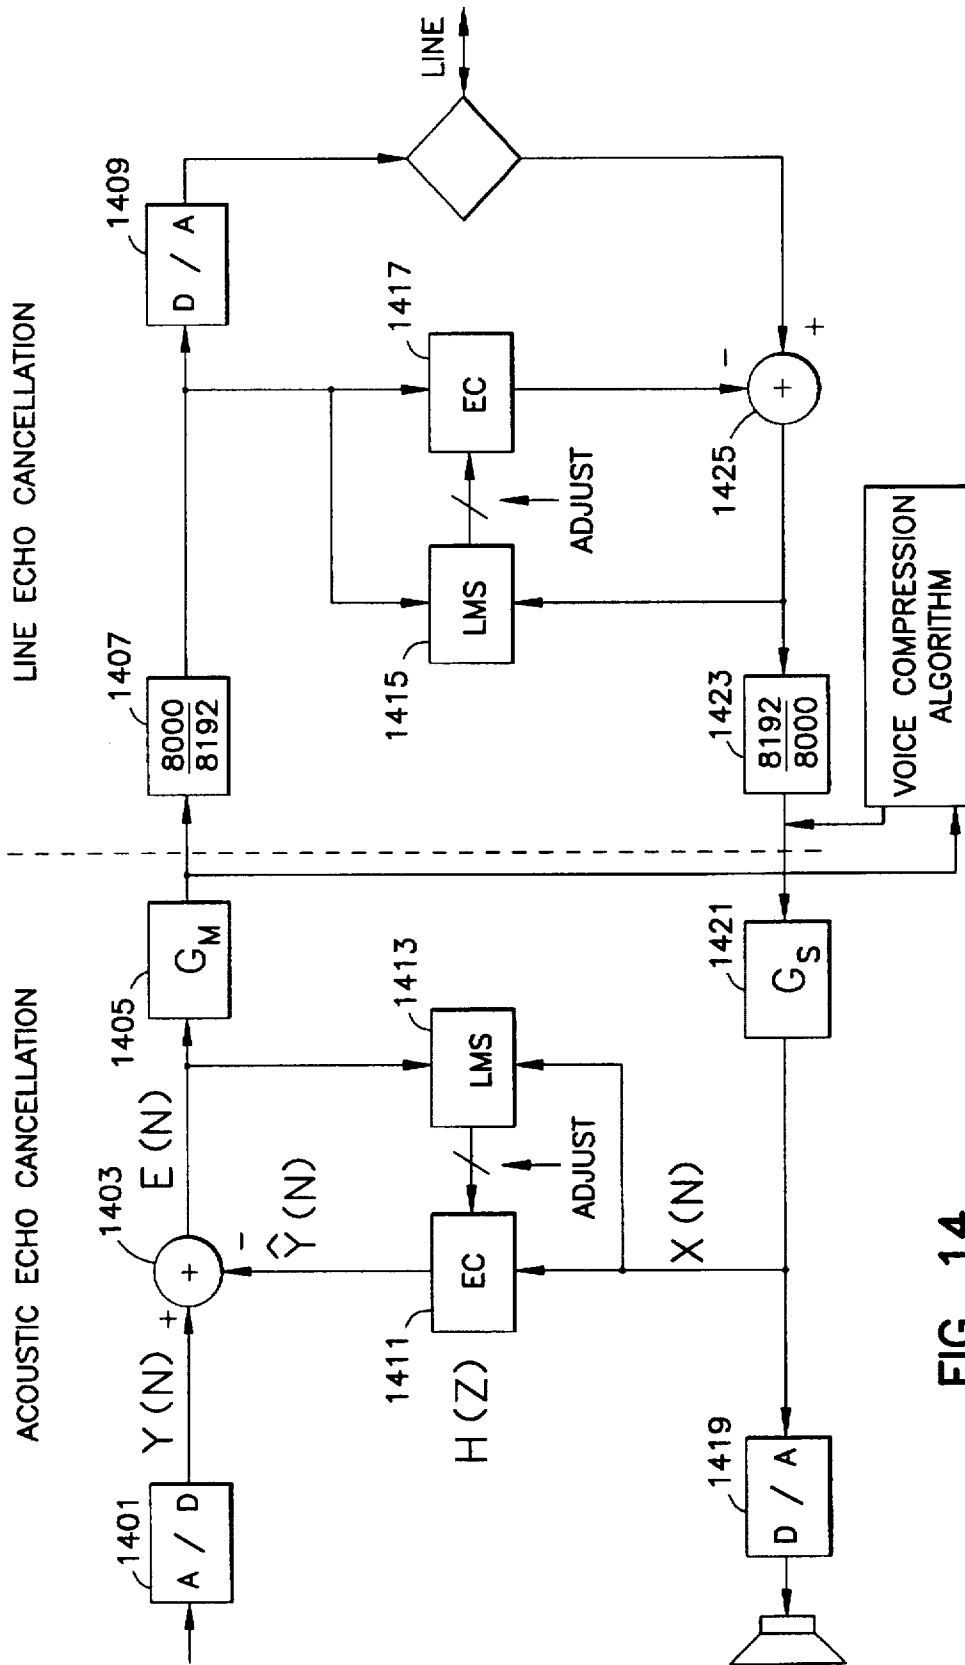 ACOUSTIC ECHO CANCELLATION
LINE ECHO CANCELLATION
1401
A / D
Y(N)
+
1403
+
-
E(N)
1405
G_M
1407
8000
8192
1409
D / A
LINE
Ŷ(N)
1411
EC
H(Z)
ADJUST
1413
LMS
1415
LMS
ADJUST
1417
EC
-
+
+
1425
X(N)
1419
D / A
1421
G_S
1423
8192
8000
VOICE COMPRESSION
ALGORITHM
FIG. 14